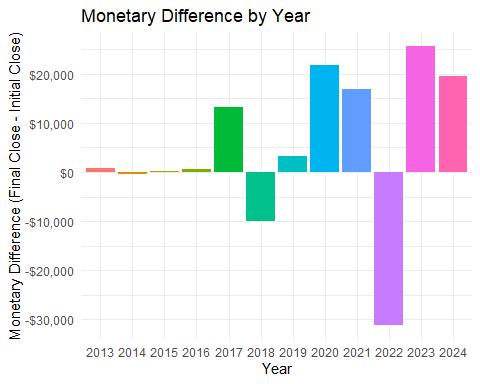 Monetary Difference by Year
Monetary Difference (Final Close - Initial Close)
$20,000
$10,000
$0
-$10,000
-$20,000
-$30,000
2013 2014 2015 2016 2017 2018 2019 2020 2021 2022 2023 2024
Year